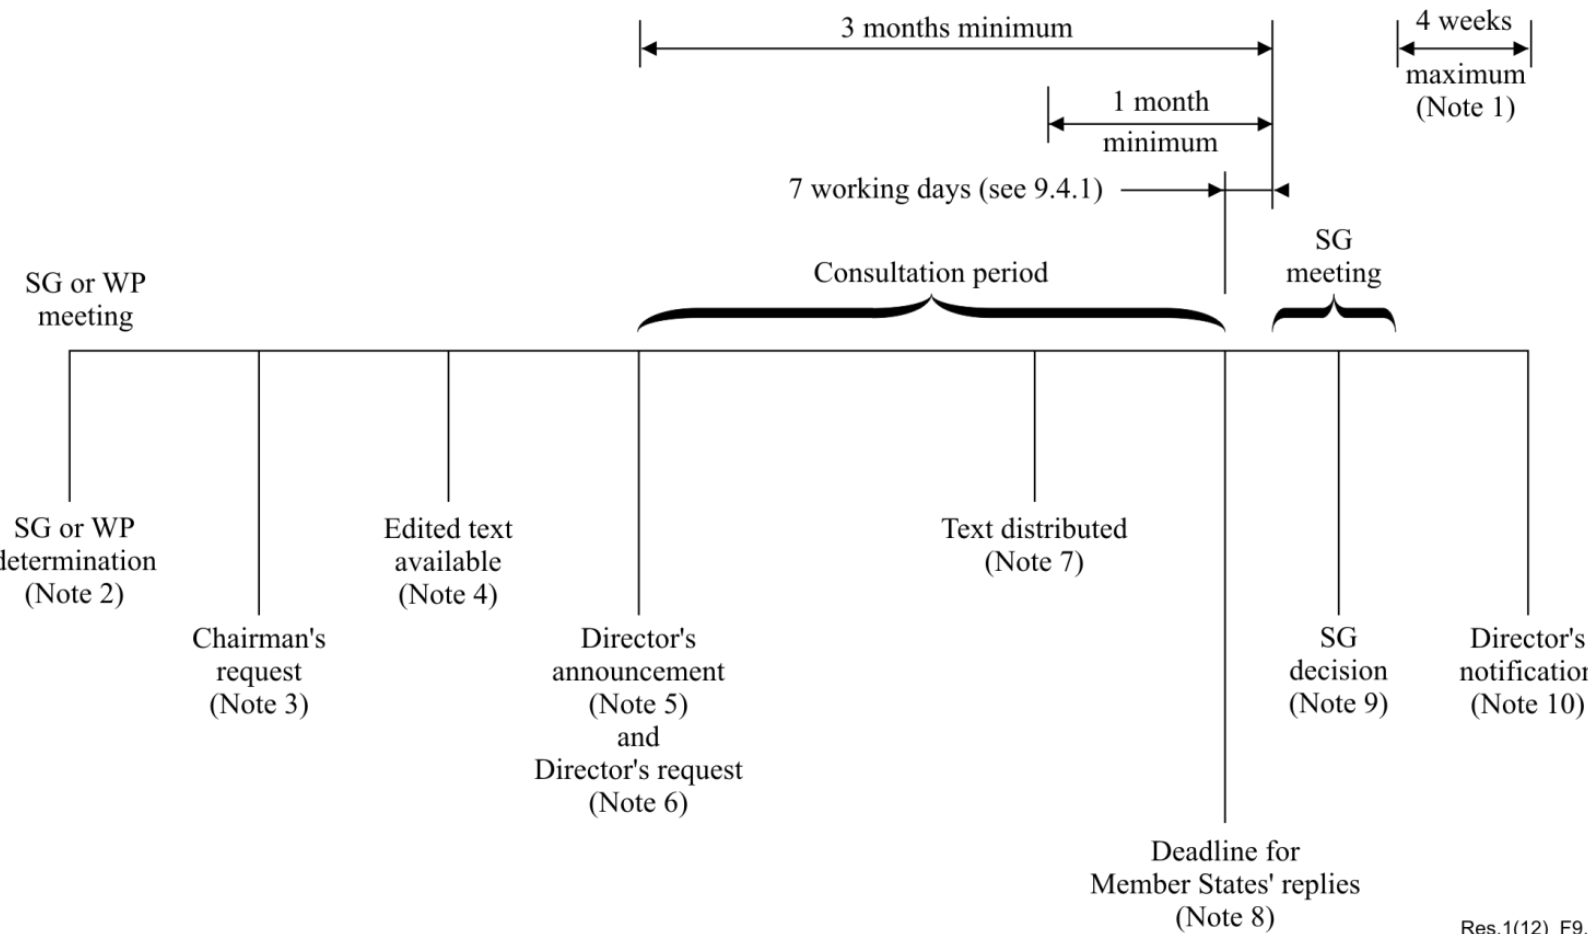 3 months minimum
4 weeks
maximum
(Note 1)
1 month
minimum
7 working days (see 9.4.1)
SG or WP
meeting
Consultation period
SG
meeting
SG or WP
determination
(Note 2)
Chairman's
request
(Note 3)
Edited text
available
(Note 4)
Director's
announcement
(Note 5)
and
Director's request
(Note 6)
Text distributed
(Note 7)
Deadline for
Member States' replies
(Note 8)
SG
decision
(Note 9)
Director's
notification
(Note 10)
Res.1(12)_F9.